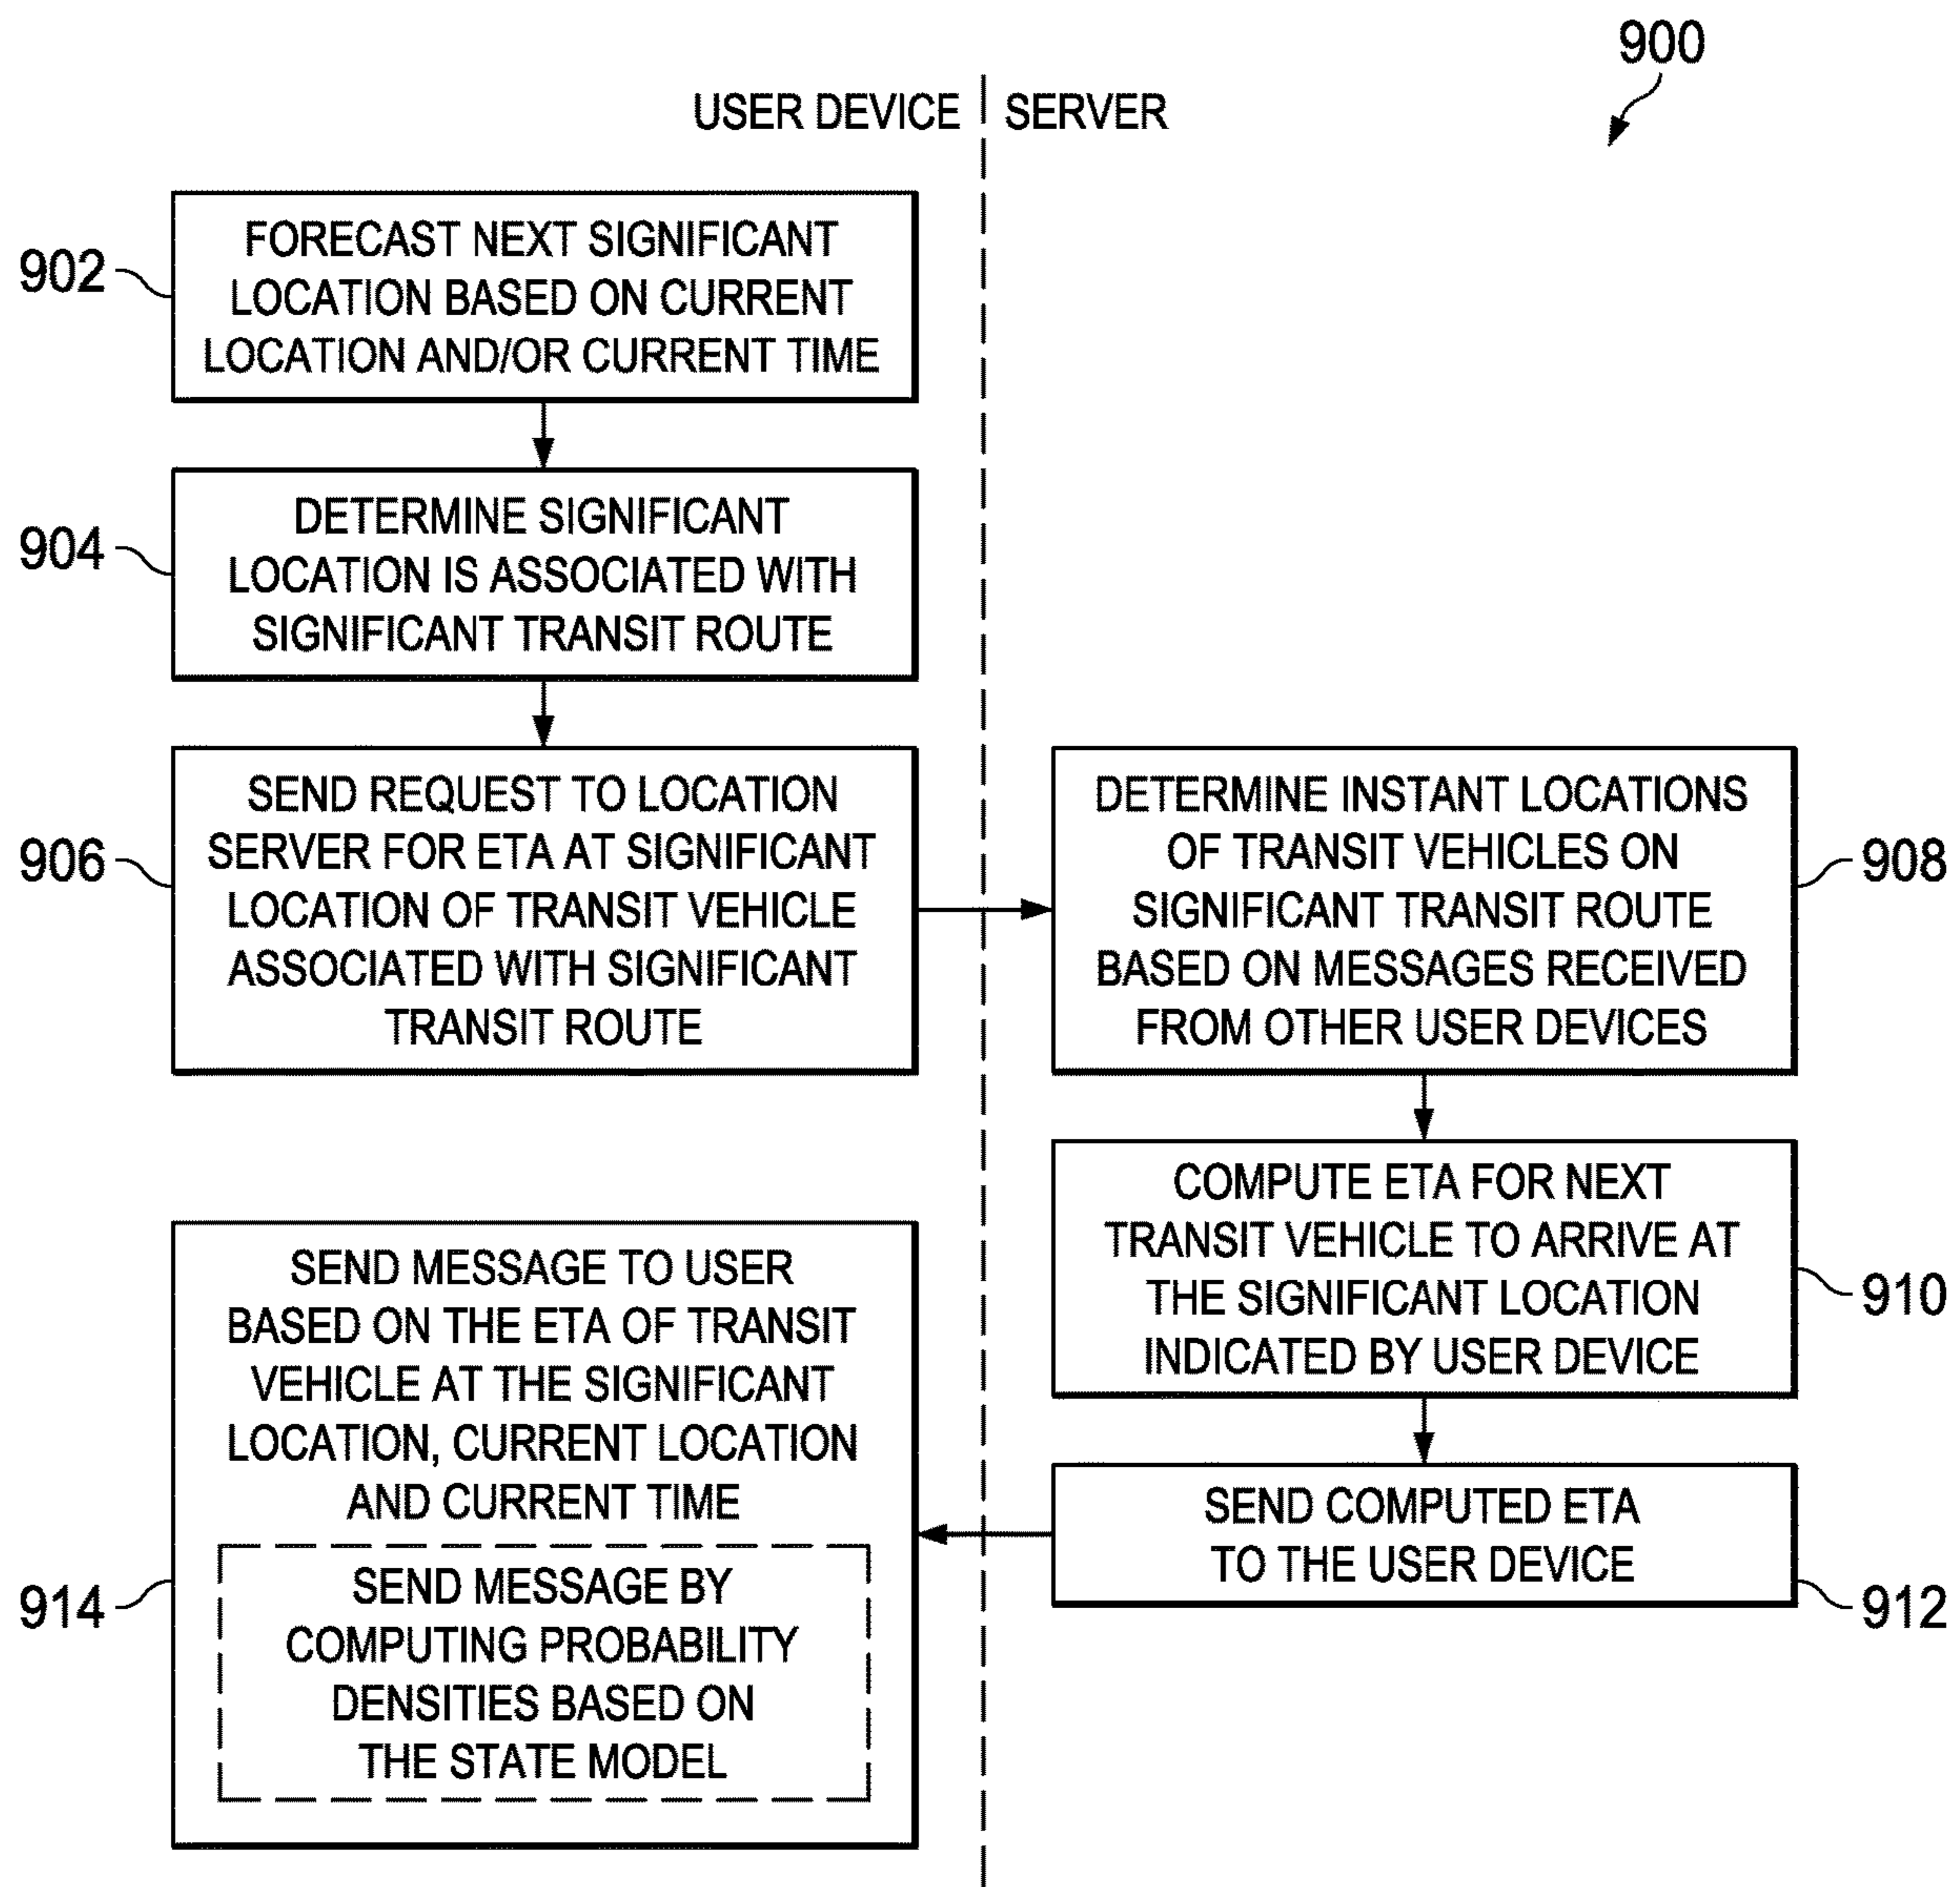 900
USER DEVICE
SERVER
902
FORECAST NEXT SIGNIFICANT
LOCATION BASED ON CURRENT
LOCATION AND/OR CURRENT TIME
904
DETERMINE SIGNIFICANT
LOCATION IS ASSOCIATED WITH
SIGNIFICANT TRANSIT ROUTE
906
SEND REQUEST TO LOCATION
SERVER FOR ETA AT SIGNIFICANT
LOCATION OF TRANSIT VEHICLE
ASSOCIATED WITH SIGNIFICANT
TRANSIT ROUTE
DETERMINE INSTANT LOCATIONS
OF TRANSIT VEHICLES ON
SIGNIFICANT TRANSIT ROUTE
BASED ON MESSAGES RECEIVED
FROM OTHER USER DEVICES
908
COMPUTE ETA FOR NEXT
TRANSIT VEHICLE TO ARRIVE AT
THE SIGNIFICANT LOCATION
INDICATED BY USER DEVICE
910
SEND COMPUTED ETA
TO THE USER DEVICE
912
914
SEND MESSAGE TO USER
BASED ON THE ETA OF TRANSIT
VEHICLE AT THE SIGNIFICANT
LOCATION, CURRENT LOCATION
AND CURRENT TIME
SEND MESSAGE BY
COMPUTING PROBABILITY
DENSITIES BASED ON
THE STATE MODEL